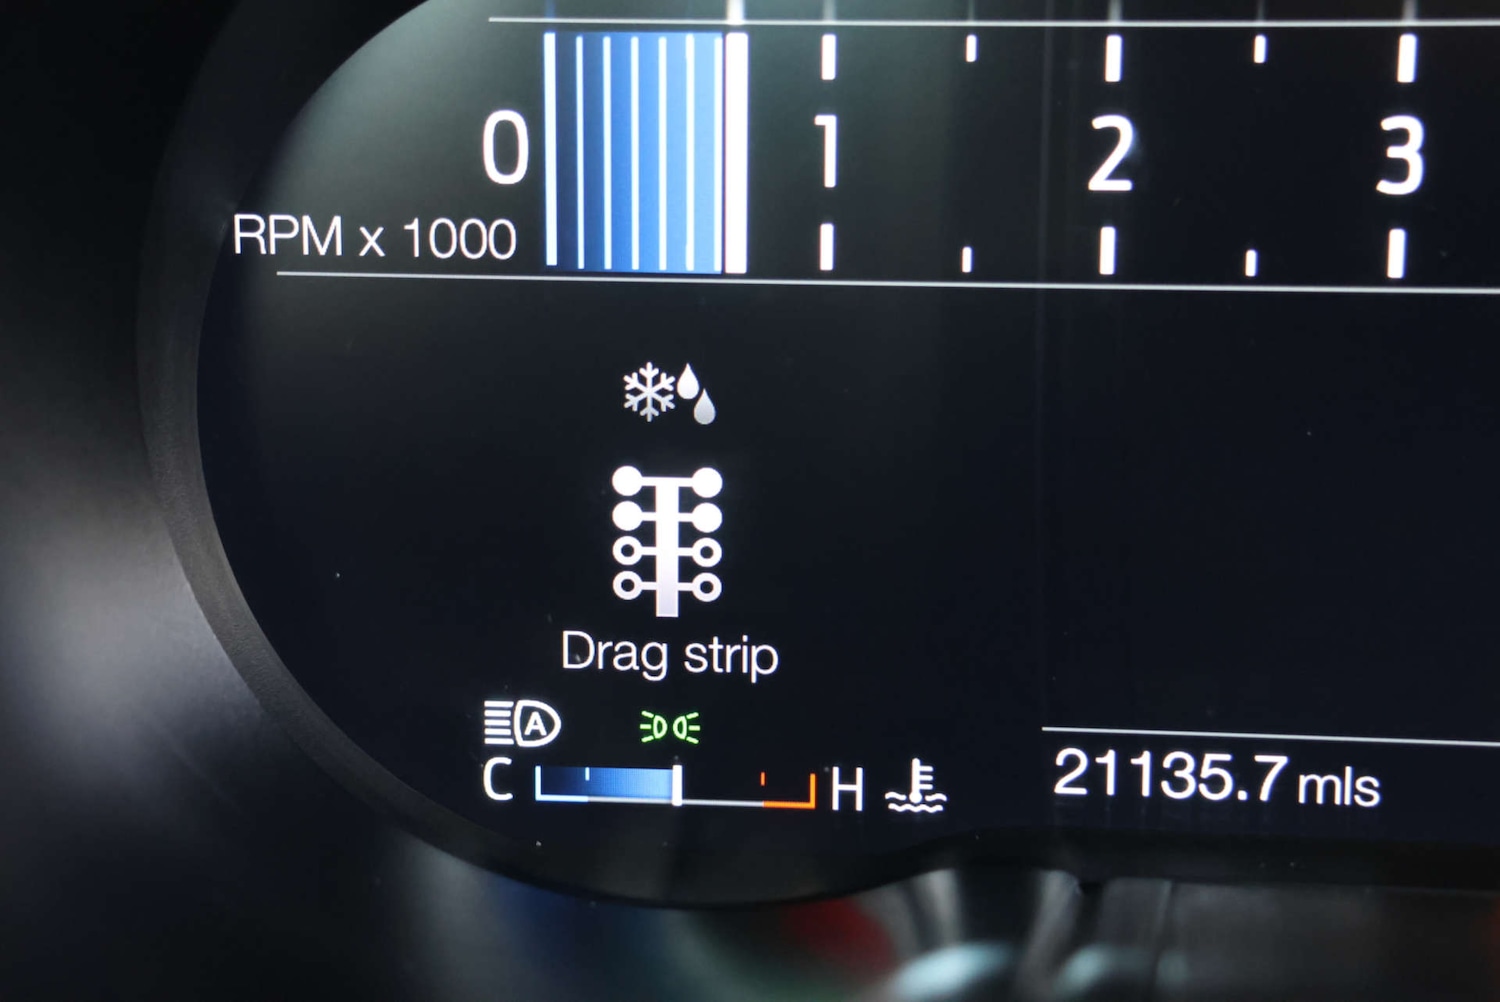 0 1 2 3
RPM x 1000
Drag strip
A
C H
21135.7 mls